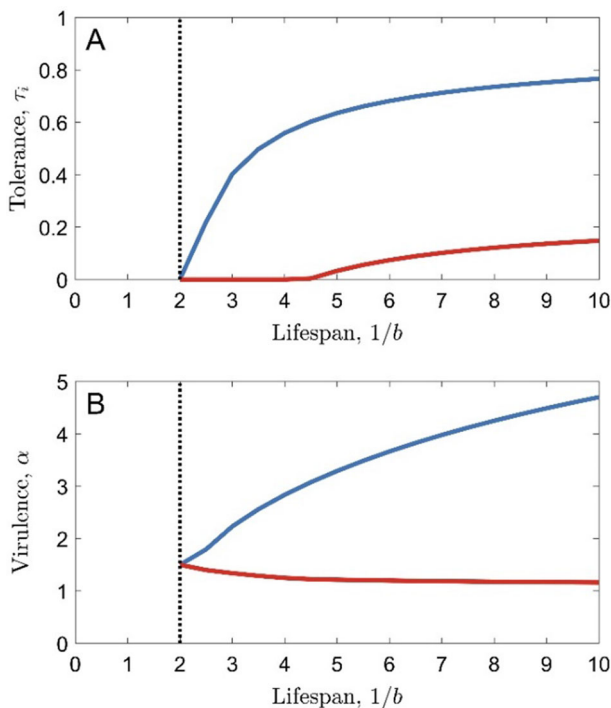 A
1
0.8
0.6
0.4
0.2
0
Tolerance, τᵢ
0 1 2 3 4 5 6 7 8 9 10
Lifespan, 1/b
B
5
4
3
2
1
0
Virulence, α
0 1 2 3 4 5 6 7 8 9 10
Lifespan, 1/b